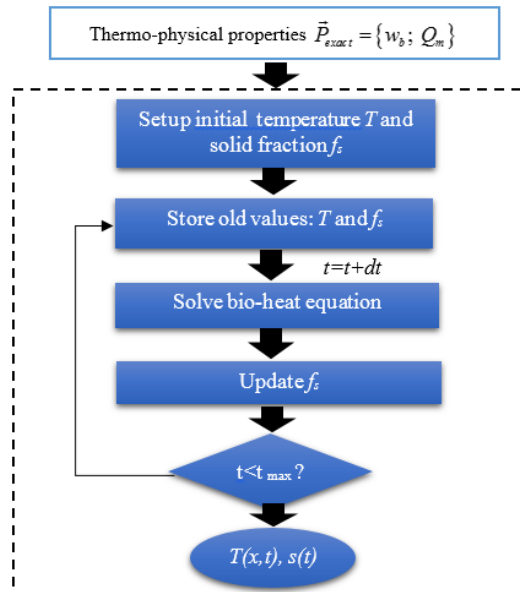 Thermo-physical properties P⃗exact = {wb ; Qm}
Setup initial temperature T and
solid fraction fs
Store old values: T and fs
t=t+dt
Solve bio-heat equation
Update fs
t<t max ?
T(x,t), s(t)